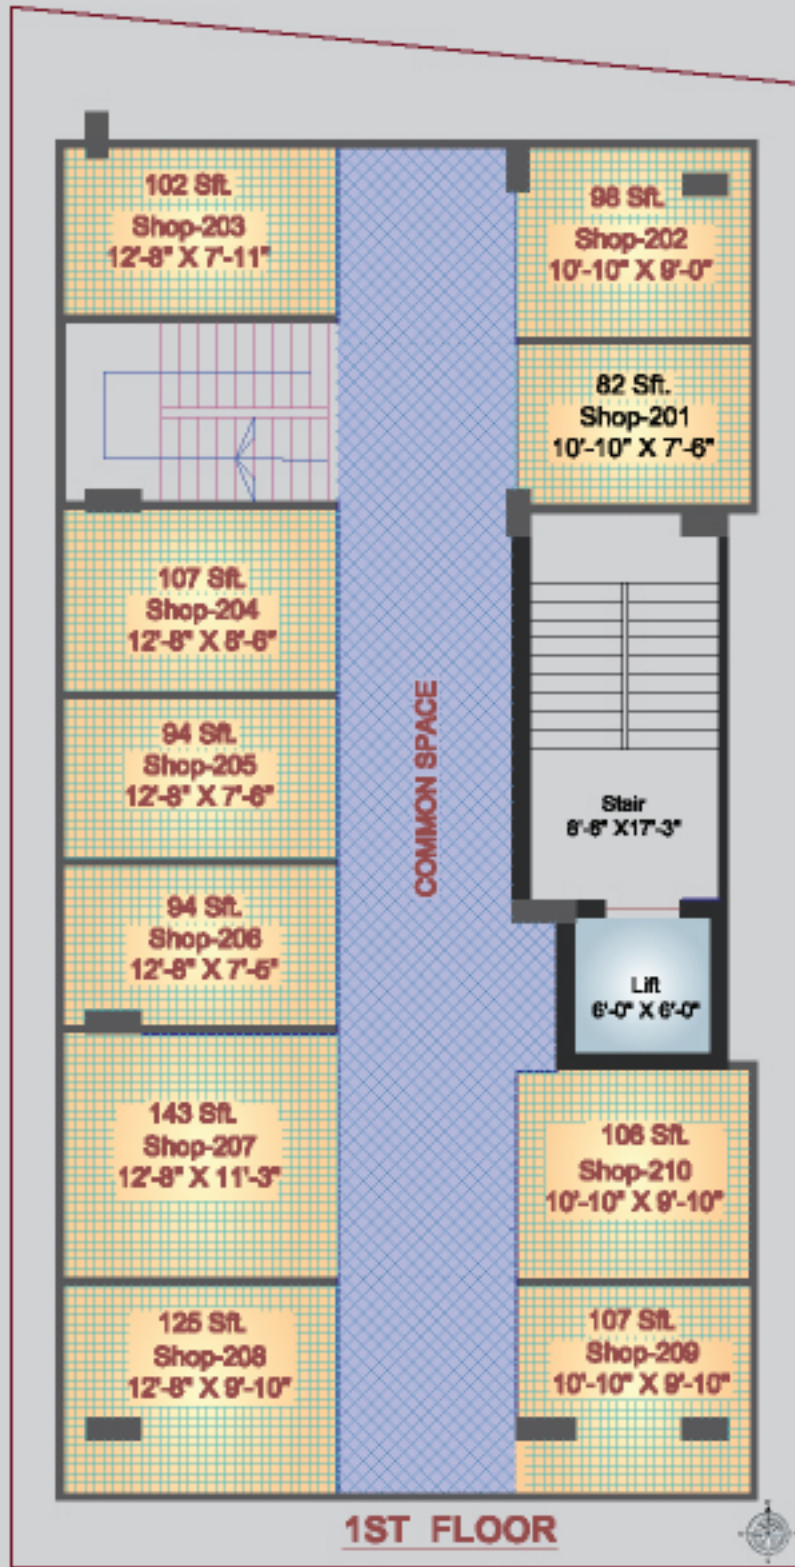 102 Sft.
Shop-203
12'-8" X 7'-11"
98 Sft.
Shop-202
10'-10" X 9'-0"
82 Sft.
Shop-201
10'-10" X 7'-6"
107 Sft.
Shop-204
12'-8" X 8'-6"
94 Sft.
Shop-205
12'-8" X 7'-6"
COMMON SPACE
Stair
8'-6" X17'-3"
94 Sft.
Shop-206
12'-8" X 7'-5"
Lift
6'-0" X 6'-0"
143 Sft.
Shop-207
12'-8" X 11'-3"
106 Sft.
Shop-210
10'-10" X 9'-10"
125 Sft.
Shop-208
12'-8" X 9'-10"
107 Sft.
Shop-209
10'-10" X 9'-10"
1ST FLOOR